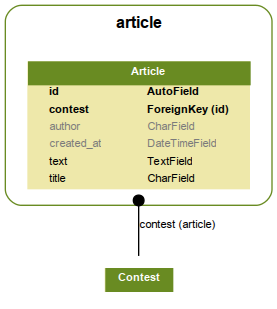 article
Article
id AutoField
contest ForeignKey (id)
author CharField
created_at DateTimeField
text TextField
title CharField
contest (article)
Contest